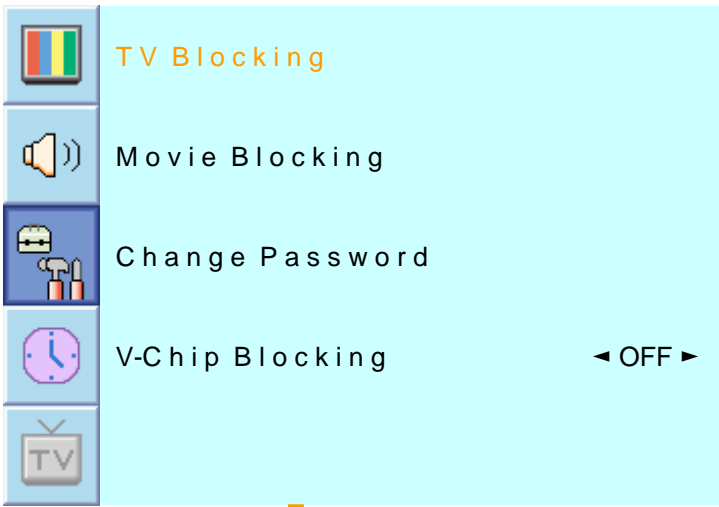 TV Blocking
Movie Blocking
Change Password
V-Chip Blocking ◄ OFF ►
TV